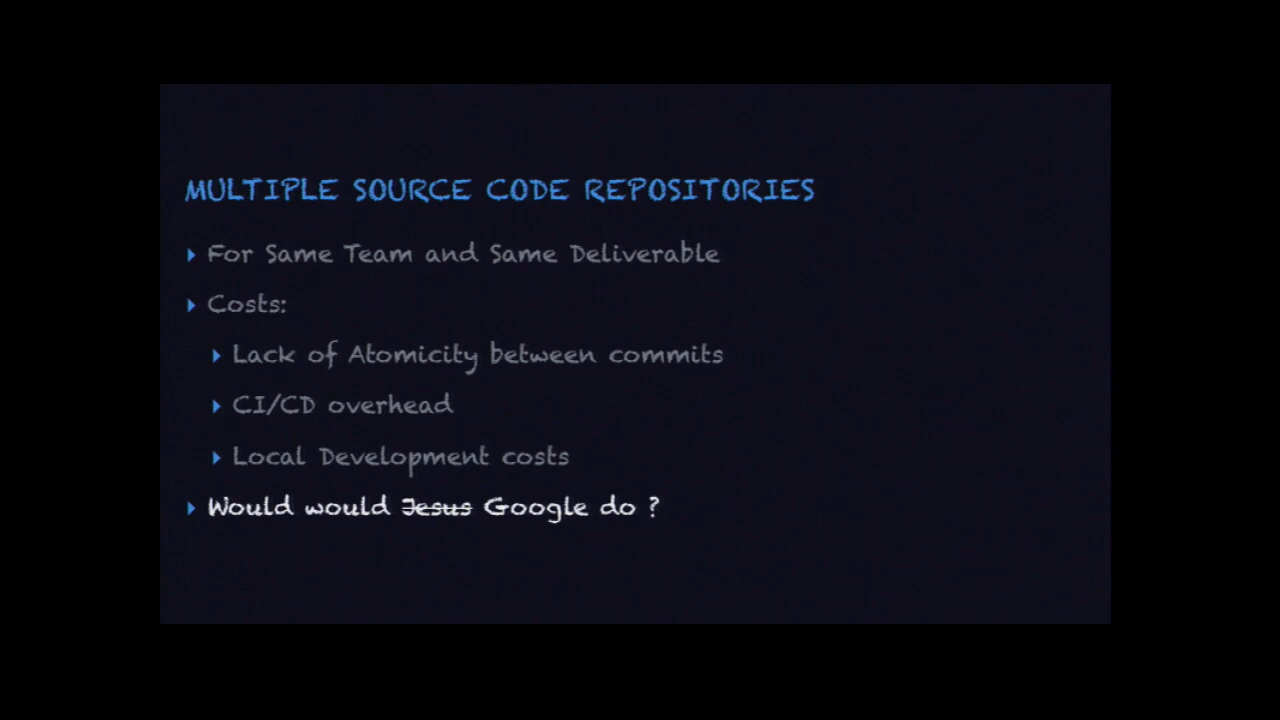 MULTIPLE SOURCE CODE REPOSITORIES
For Same Team and Same Deliverable
Costs:
Lack of Atomicity between commits
CI/CD overhead
Local Development costs
Would would Jesus Google do ?